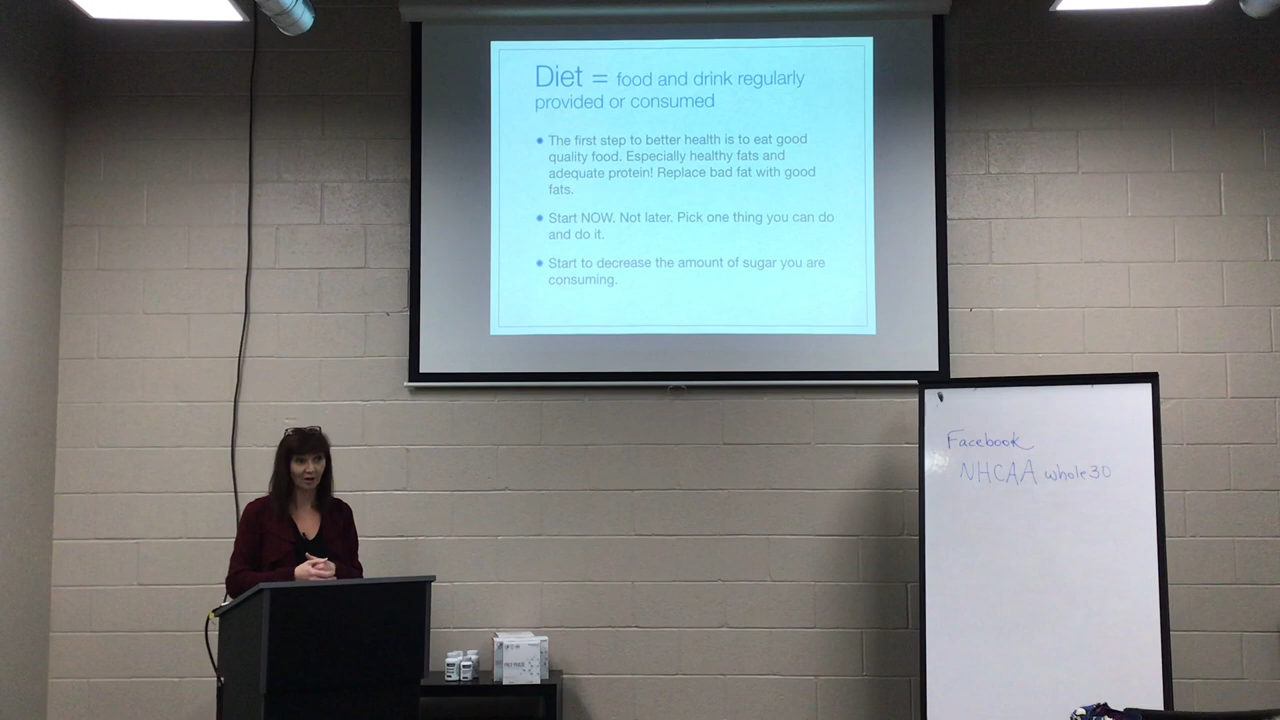 Diet = food and drink regularly
provided or consumed
The first step to better health is to eat good
quality food. Especially healthy fats and
adequate protein! Replace bad fat with good
fats.
Start NOW. Not later. Pick one thing you can do
and do it.
Start to decrease the amount of sugar you are
consuming.
Facebook
NHCAA whole30